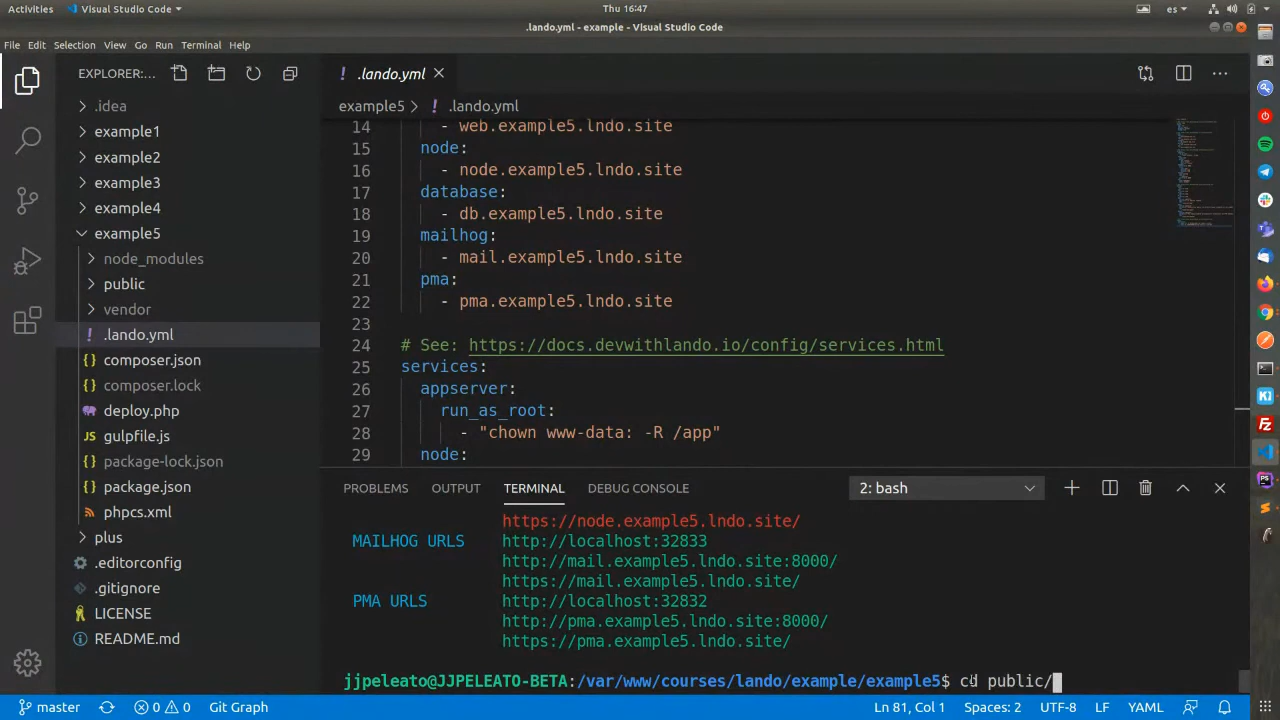 Activities
Visual Studio Code
Thu 16:47
es
.lando.yml - example - Visual Studio Code
File Edit Selection View Go Run Terminal Help
EXPLORER:...
.idea
example1
example2
example3
example4
example5
node_modules
public
vendor
! .lando.yml
{} composer.json
{} composer.lock
deploy.php
gulpfile.js
{} package-lock.json
{} package.json
phpcs.xml
plus
.editorconfig
.gitignore
LICENSE
README.md
! .lando.yml
example5 > ! .lando.yml
14 - web.example5.lndo.site
15 node:
16 - node.example5.lndo.site
17 database:
18 - db.example5.lndo.site
19 mailhog:
20 - mail.example5.lndo.site
21 pma:
22 - pma.example5.lndo.site
23
24 # See: https://docs.devwithlando.io/config/services.html
25 services:
26 appserver:
27 run_as_root:
28 - "chown www-data: -R /app"
29 node:
PROBLEMS OUTPUT TERMINAL DEBUG CONSOLE
2: bash
https://node.example5.lndo.site/
MAILHOG URLS http://localhost:32833
http://mail.example5.lndo.site:8000/
https://mail.example5.lndo.site/
PMA URLS http://localhost:32832
http://pma.example5.lndo.site:8000/
https://pma.example5.lndo.site/
jjpeleato@JJPELEATO-BETA:/var/www/courses/lando/example/example5$ cd public/
master
0 0
Git Graph
Ln 81, Col 1
Spaces: 2
UTF-8
LF
YAML